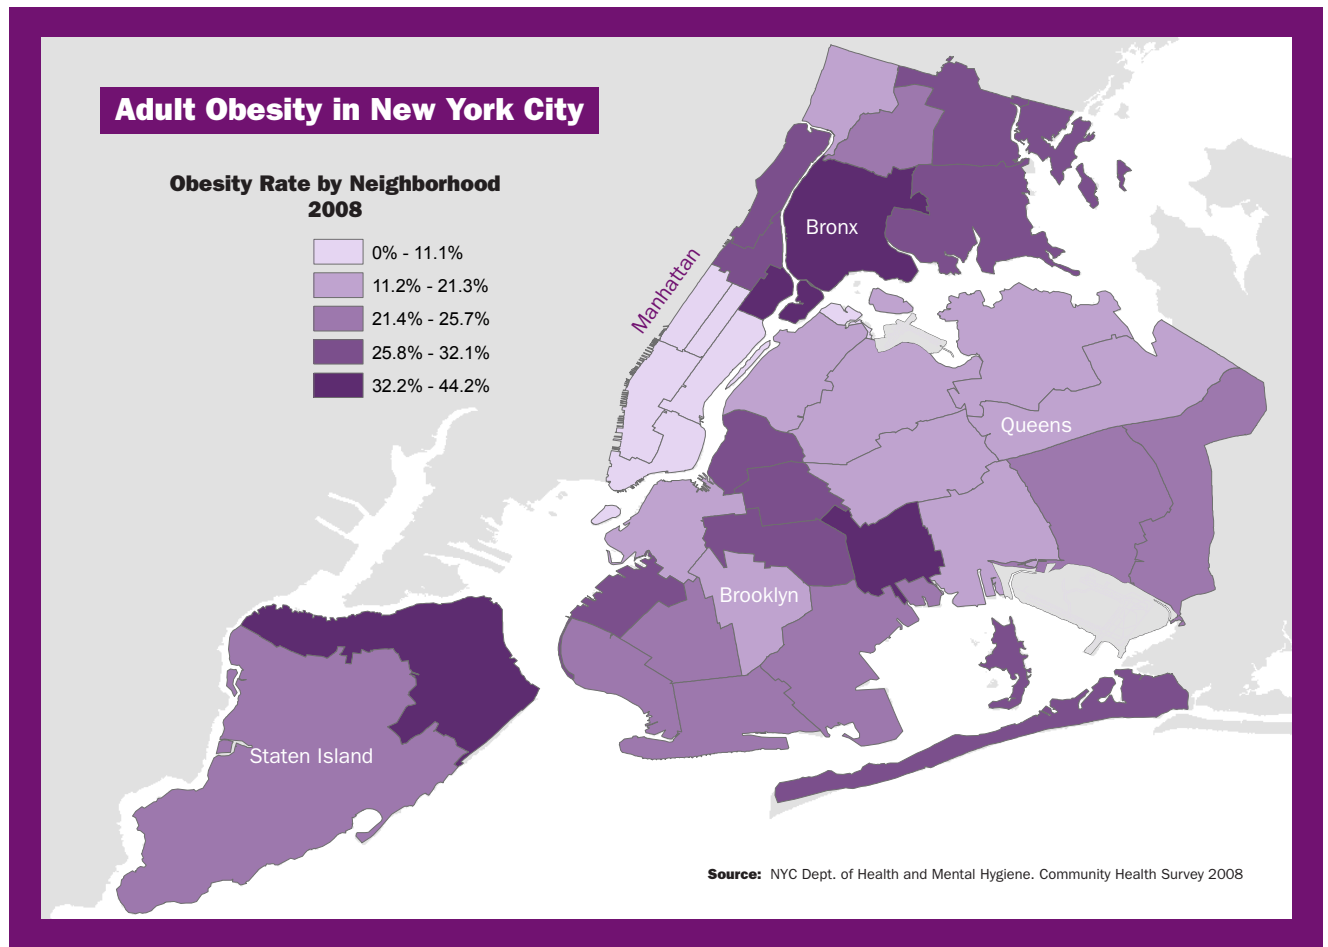 Adult Obesity in New York City
Obesity Rate by Neighborhood
2008
0% - 11.1%
11.2% - 21.3%
21.4% - 25.7%
25.8% - 32.1%
32.2% - 44.2%
Manhattan
Bronx
Queens
Brooklyn
Staten Island
Source: NYC Dept. of Health and Mental Hygiene. Community Health Survey 2008